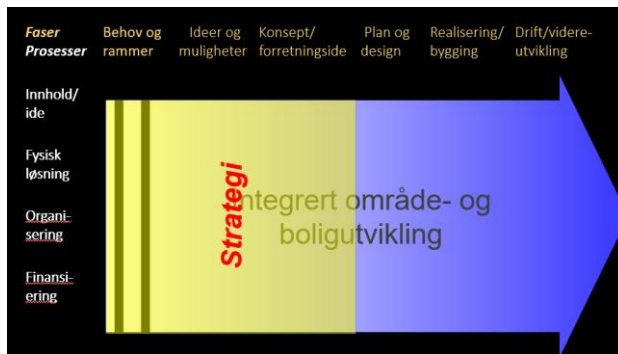 Faser
Prosesser
Behov og
rammer
Ideer og
muligheter
Konsept/
forretningside
Plan og
design
Realisering/
bygging
Drift/videre-
utvikling
Innhold/
ide
Fysisk
løsning
Organi-
sering
Finansi-
ering
Strategi
ntegrert område- og
boligutvikling